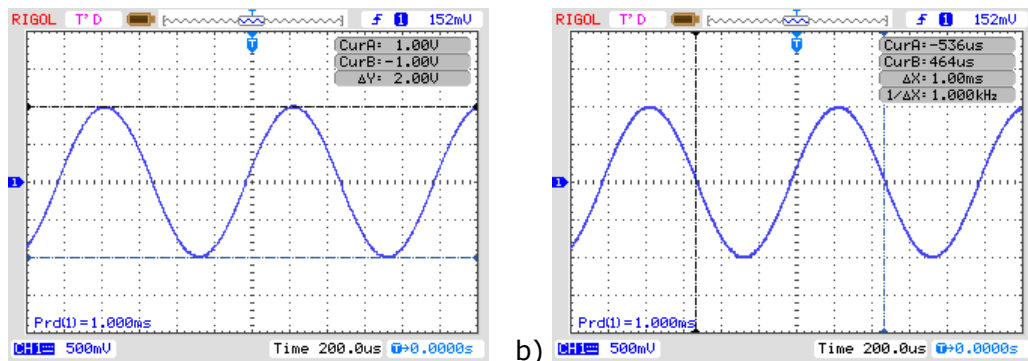 RIGOL T'D 1 152mV
T
CurA: 1.00V
CurB:-1.00V
ΔY: 2.00V
1
Prd(1)=1.000ms
CH1 500mV Time 200.0us T→0.0000s
b)
RIGOL T'D 1 152mV
T
CurA:-536us
CurB: 464us
ΔX: 1.00ms
1/ΔX: 1.000kHz
1
Prd(1)=1.000ms
CH1 500mV Time 200.0us T→0.0000s